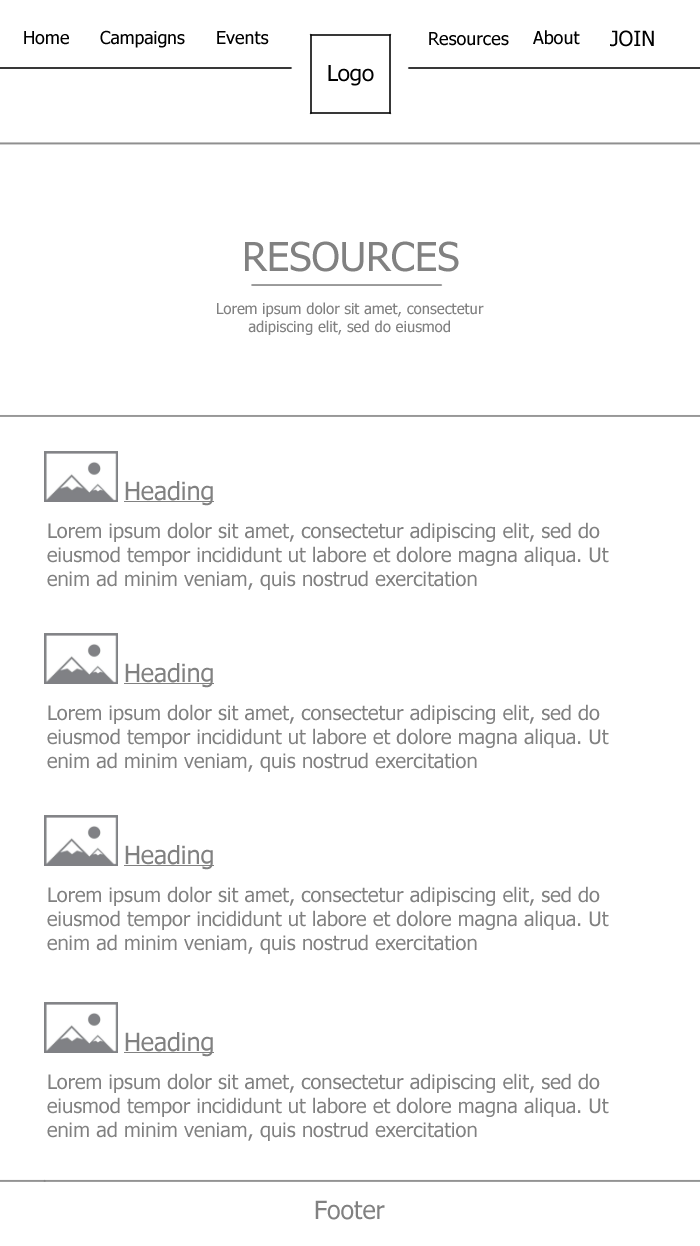 Home Campaigns Events Logo Resources About JOIN
RESOURCES
Lorem ipsum dolor sit amet, consectetur
adipiscing elit, sed do eiusmod
Heading
Lorem ipsum dolor sit amet, consectetur adipiscing elit, sed do
eiusmod tempor incididunt ut labore et dolore magna aliqua. Ut
enim ad minim veniam, quis nostrud exercitation
Heading
Lorem ipsum dolor sit amet, consectetur adipiscing elit, sed do
eiusmod tempor incididunt ut labore et dolore magna aliqua. Ut
enim ad minim veniam, quis nostrud exercitation
Heading
Lorem ipsum dolor sit amet, consectetur adipiscing elit, sed do
eiusmod tempor incididunt ut labore et dolore magna aliqua. Ut
enim ad minim veniam, quis nostrud exercitation
Heading
Lorem ipsum dolor sit amet, consectetur adipiscing elit, sed do
eiusmod tempor incididunt ut labore et dolore magna aliqua. Ut
enim ad minim veniam, quis nostrud exercitation
Footer